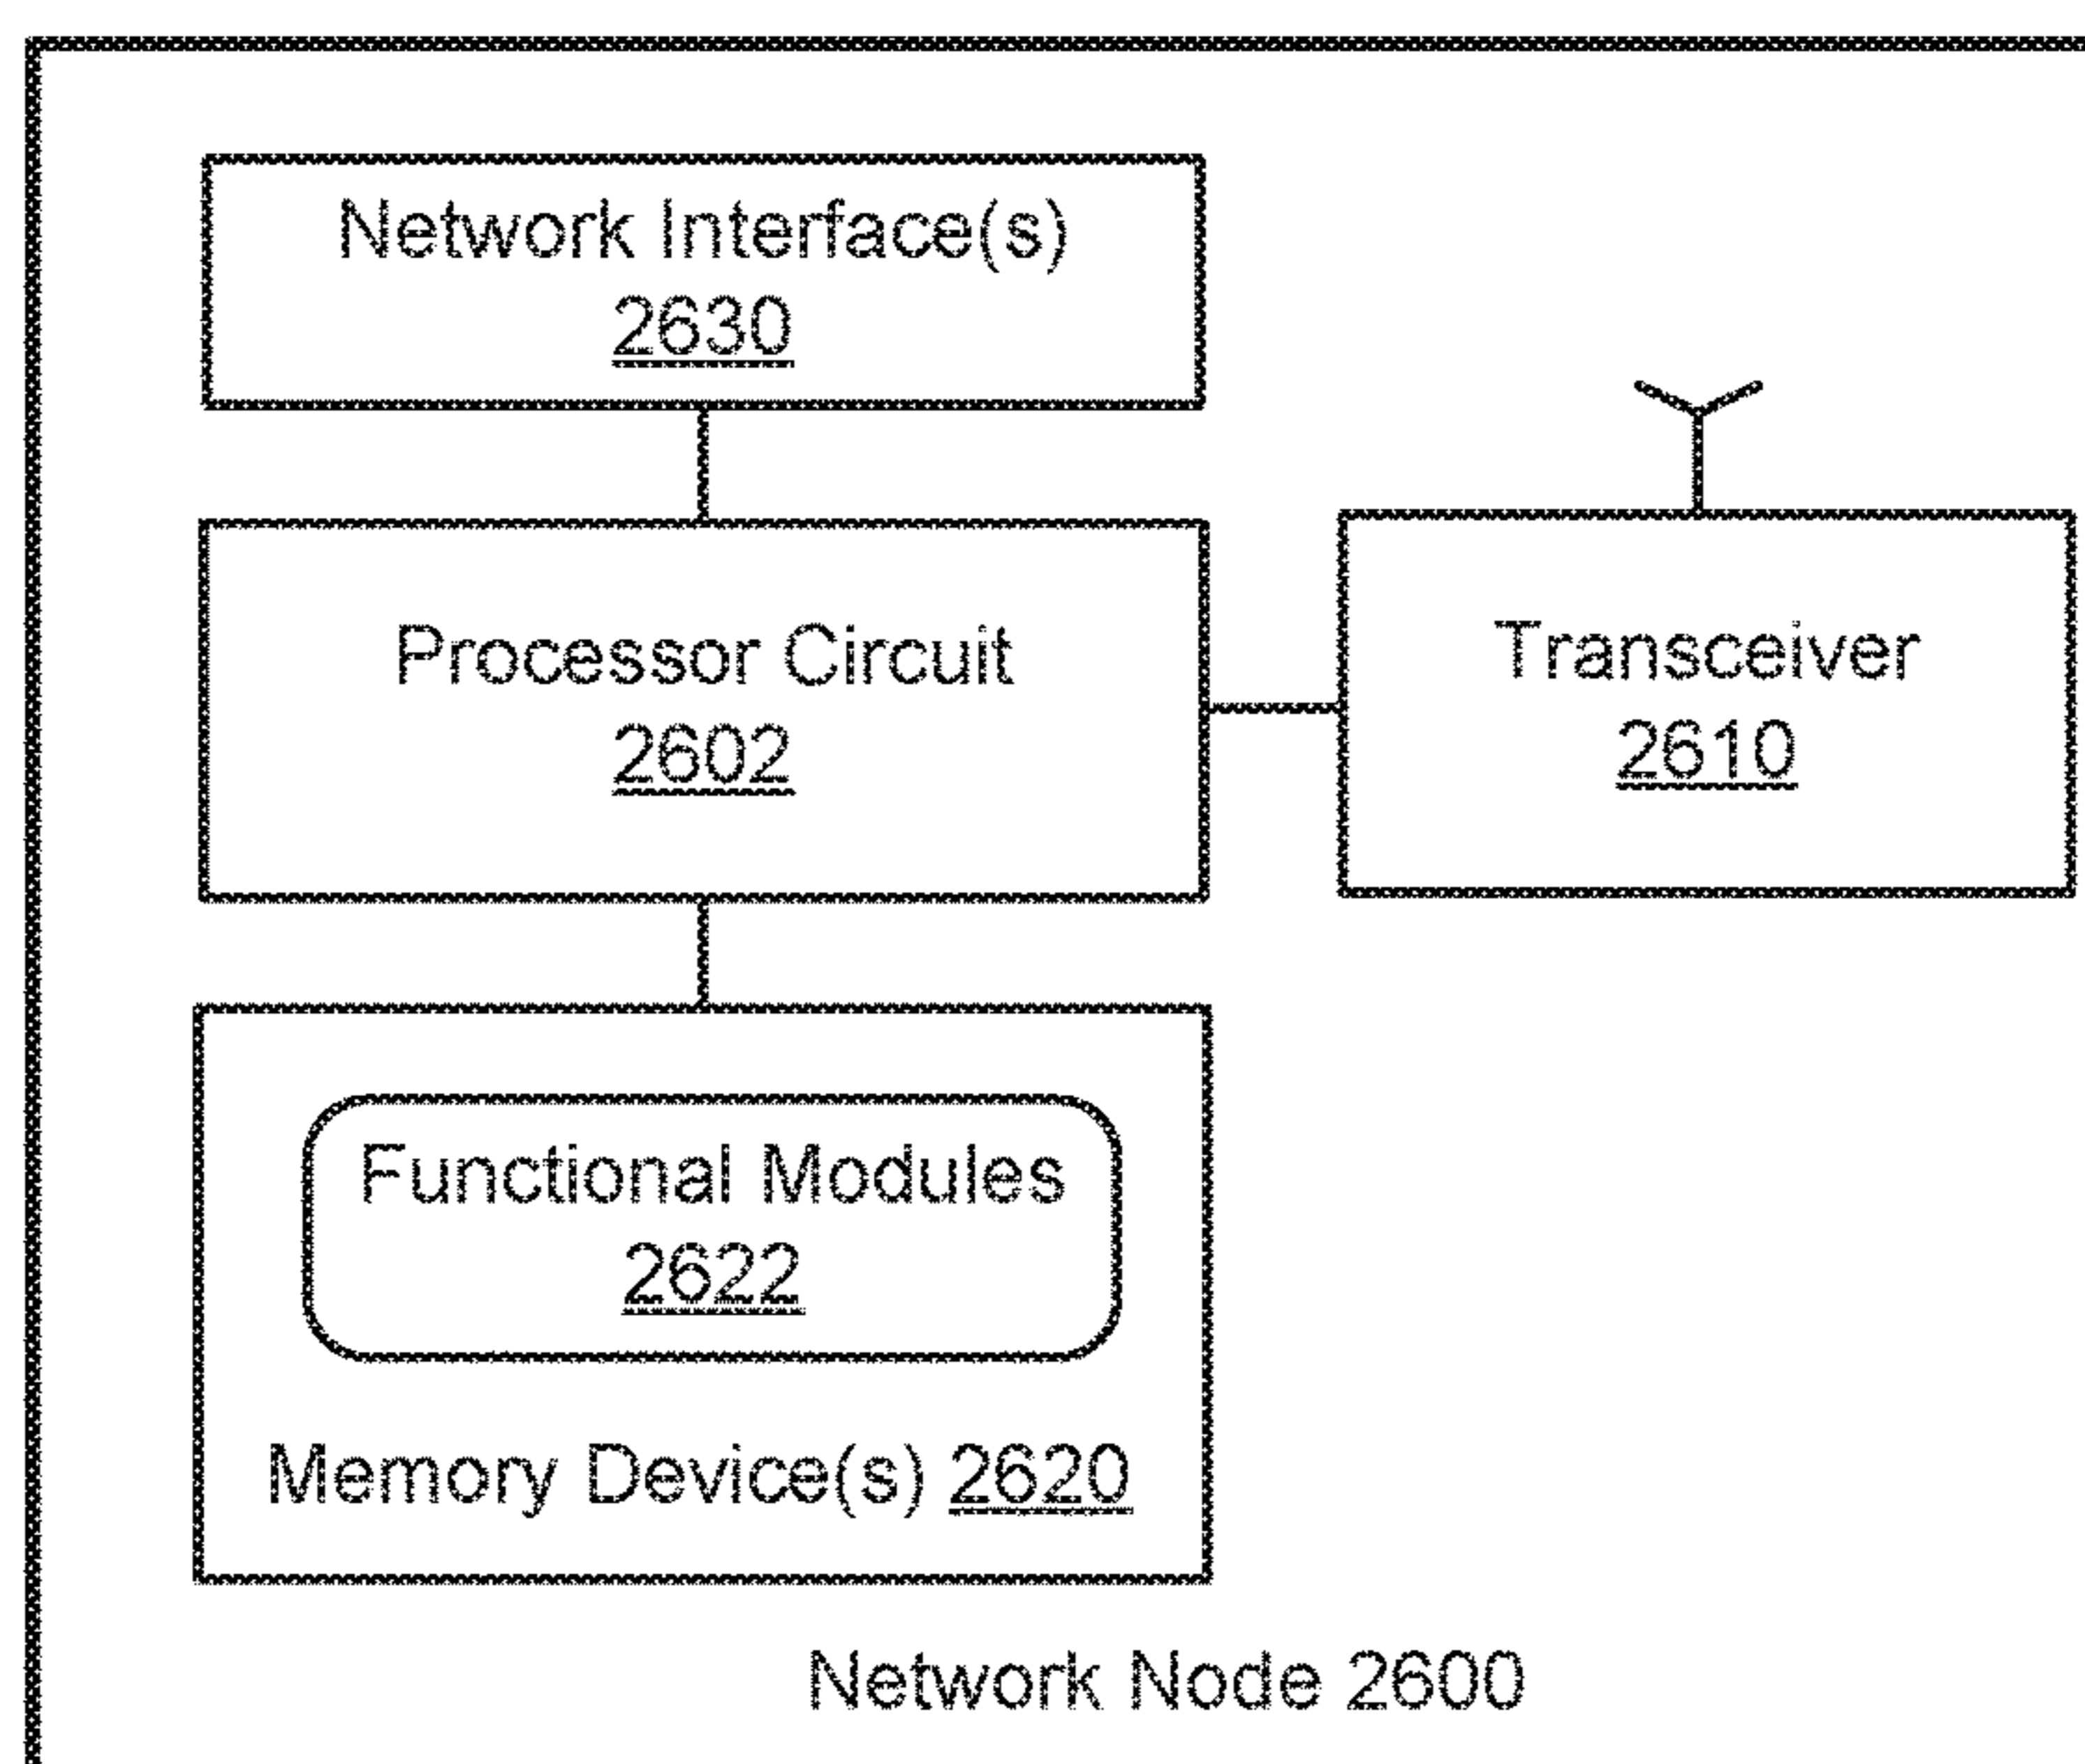 Network Interface(s)
2630
Processor Circuit
2602
Transceiver
2610
Functional Modules
2622
Memory Device(s) 2620
Network Node 2600